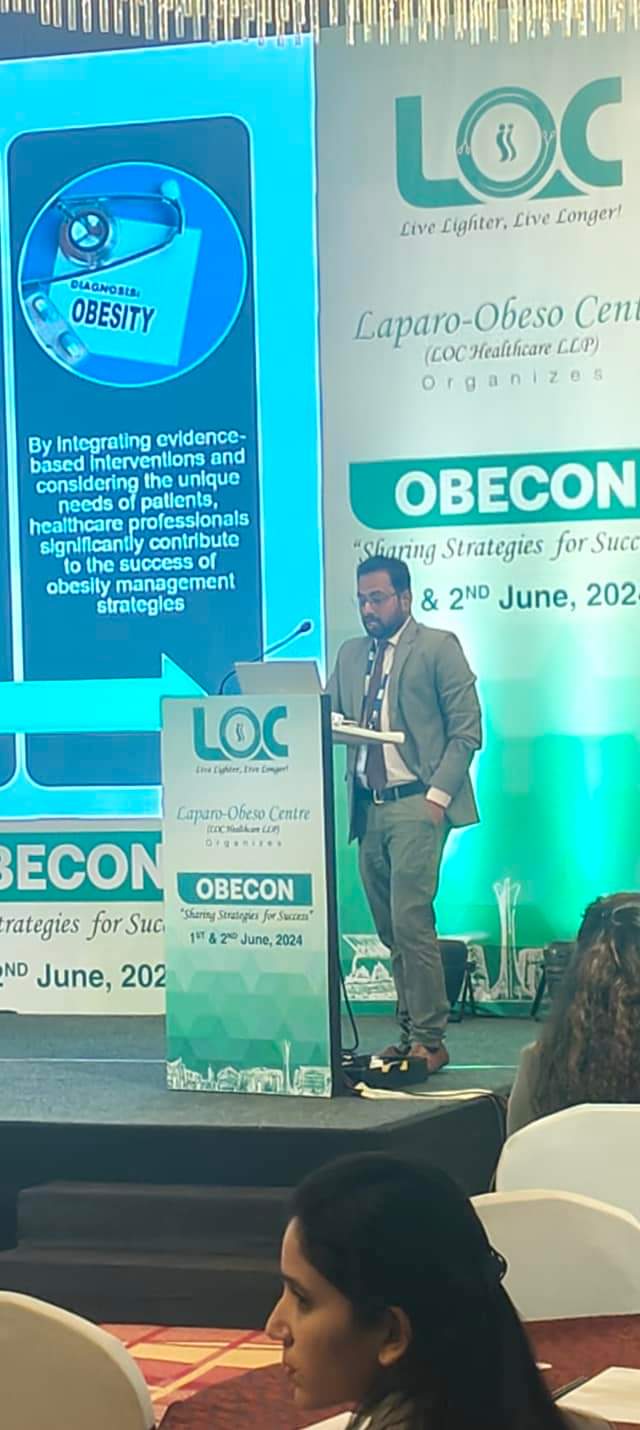 DIAGNOSIS:
OBESITY
By integrating evidence-
based interventions and
considering the unique
needs of patients,
healthcare professionals
significantly contribute
to the success of
obesity management
strategies
LOC
Live Lighter, Live Longer!
Laparo-Obeso Cent
(LOC Healthcare LLP)
Organizes
OBECON
"Sharing Strategies for Succ
& 2ND June, 202
LOC
Live Lighter, Live Longer!
Laparo-Obeso Centre
(LOC Healthcare LLP)
Organizes
OBECON
"Sharing Strategies for Success"
1ST & 2ND June, 2024
BECON
trategies for Suc
ND June, 202